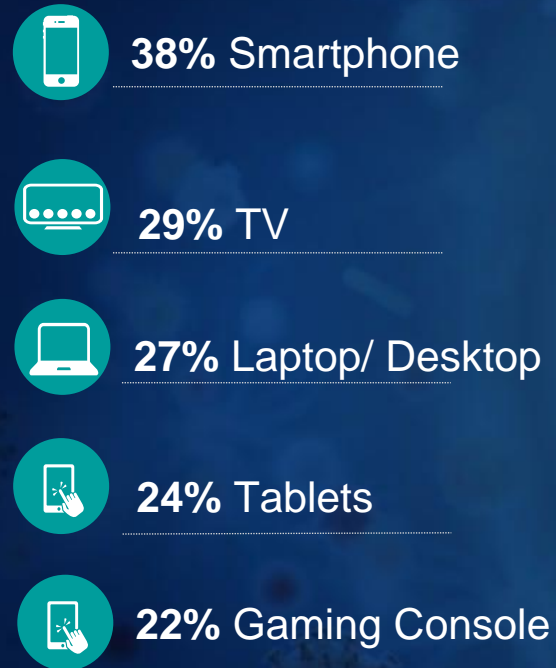 38% Smartphone
29% TV
27% Laptop/ Desktop
24% Tablets
22% Gaming Console